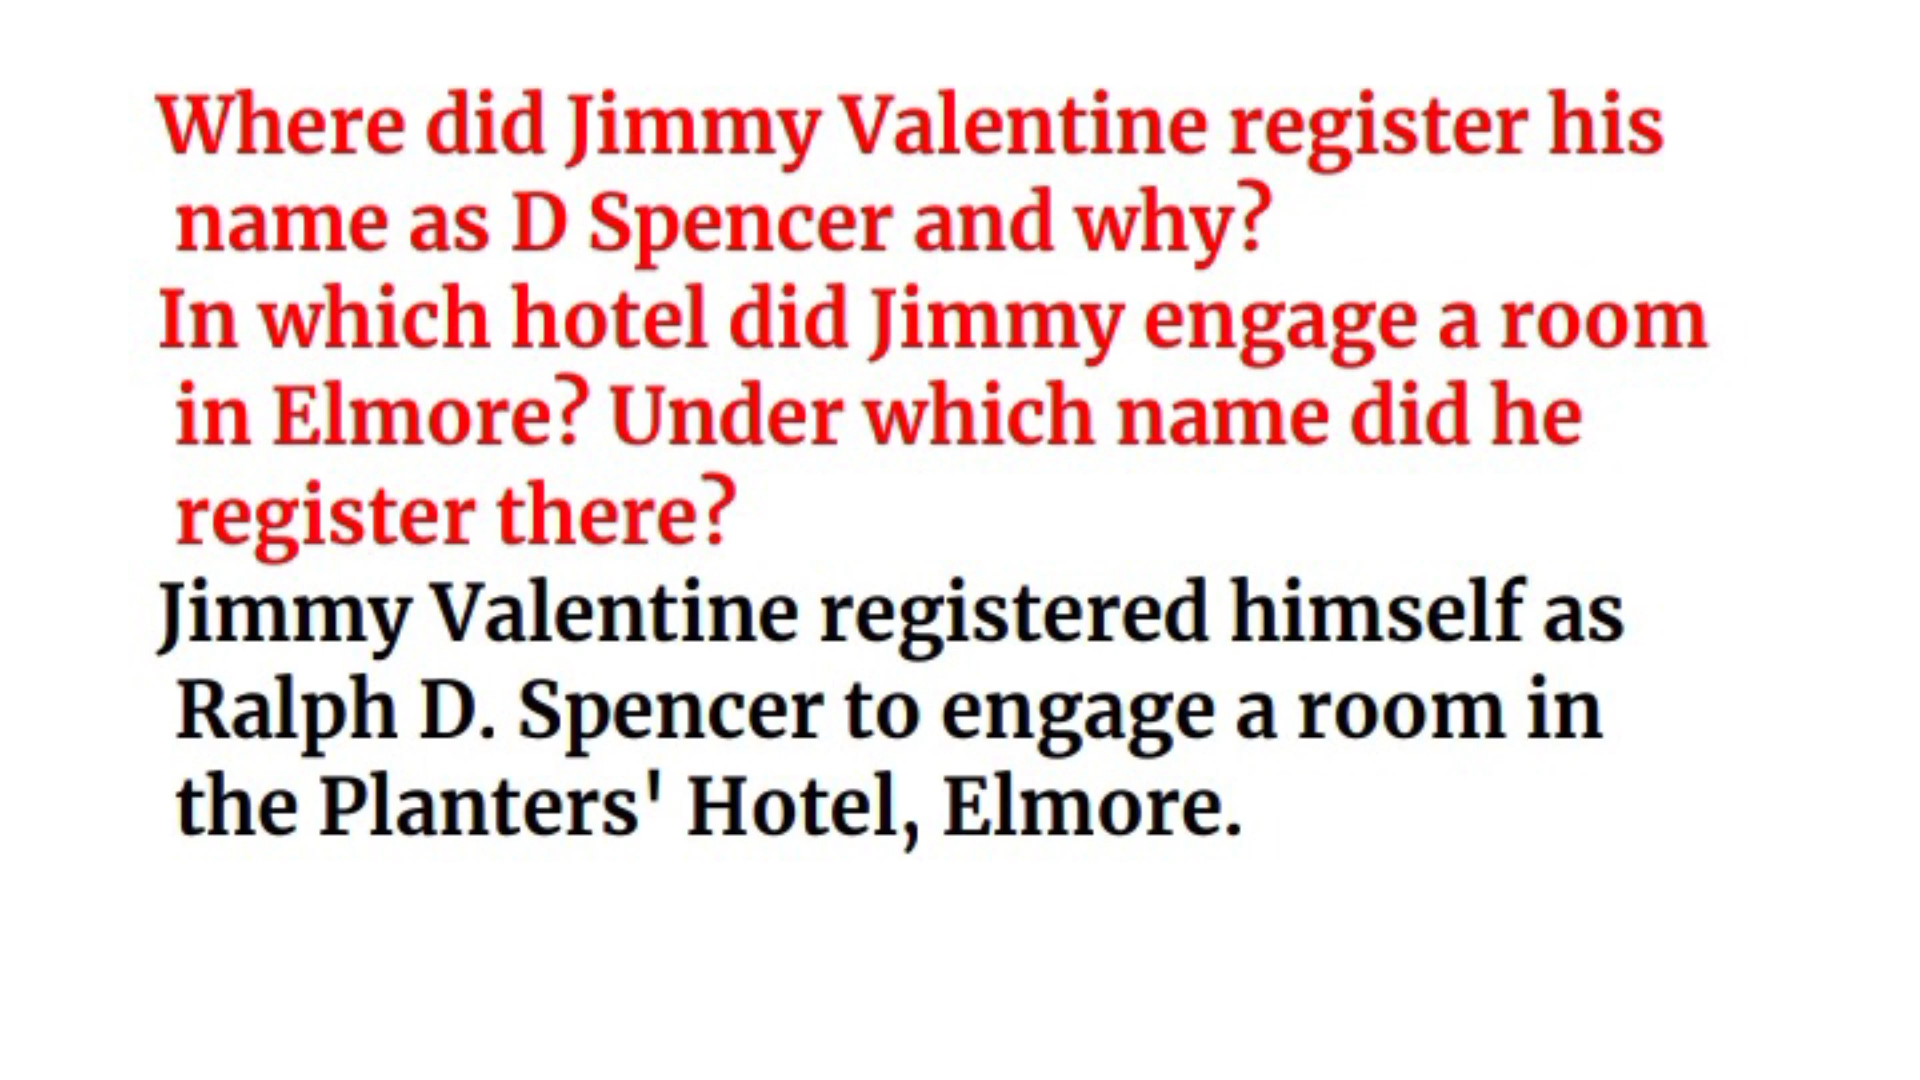 Where did Jimmy Valentine register his
name as D Spencer and why?
In which hotel did Jimmy engage a room
in Elmore? Under which name did he
register there?
Jimmy Valentine registered himself as
Ralph D. Spencer to engage a room in
the Planters' Hotel, Elmore.